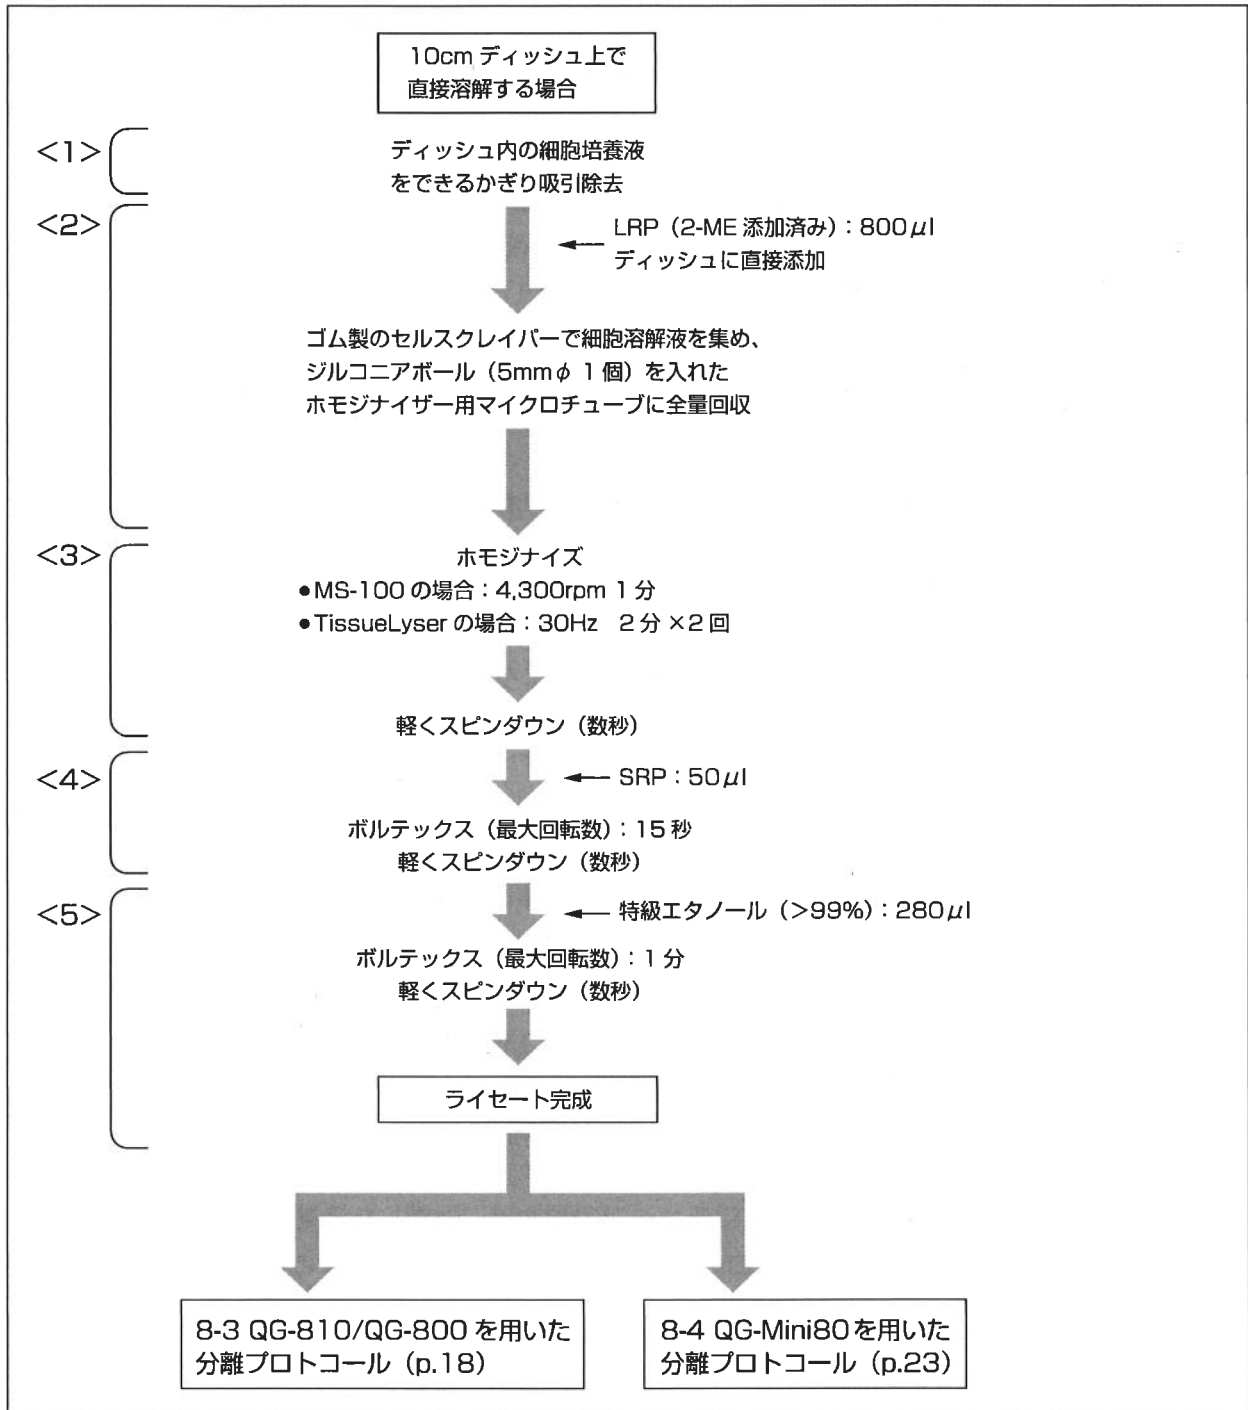 10cm ディッシュ上で
直接溶解する場合
<1>
ディッシュ内の細胞培養液
をできるかぎり吸引除去
<2>
LRP（2-ME 添加済み）：800μl
ディッシュに直接添加
ゴム製のセルスクレイパーで細胞溶解液を集め、
ジルコニアボール（5mmφ 1個）を入れた
ホモジナイザー用マイクロチューブに全量回収
<3>
ホモジナイズ
●MS-100 の場合：4,300rpm 1分
●TissueLyser の場合：30Hz 2分 ×2回
軽くスピンダウン（数秒）
<4>
SRP：50μl
ボルテックス（最大回転数）：15秒
軽くスピンダウン（数秒）
<5>
特級エタノール（>99%）：280μl
ボルテックス（最大回転数）：1分
軽くスピンダウン（数秒）
ライセート完成
8-3 QG-810/QG-800 を用いた
分離プロトコール（p.18）
8-4 QG-Mini80を用いた
分離プロトコール（p.23）